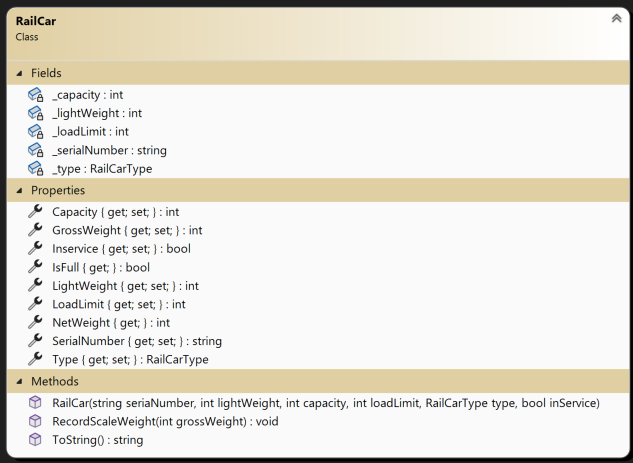 RailCar
Class
Fields
_capacity : int
_lightWeight : int
_loadLimit : int
_serialNumber : string
_type : RailCarType
Properties
Capacity { get; set; } : int
GrossWeight { get; set; } : int
Inservice { get; set; } : bool
IsFull { get; } : bool
LightWeight { get; set; } : int
LoadLimit { get; set; } : int
NetWeight { get; } : int
SerialNumber { get; set; } : string
Type { get; set; } : RailCarType
Methods
RailCar(string seriaNumber, int lightWeight, int capacity, int loadLimit, RailCarType type, bool inService)
RecordScaleWeight(int grossWeight) : void
ToString() : string